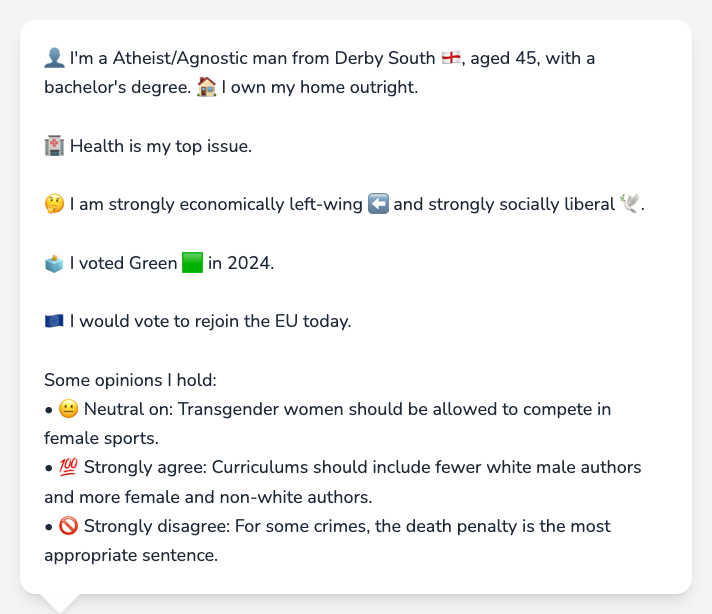 👤 I'm a Atheist/Agnostic man from Derby South 🏴󠁧󠁢󠁥󠁮󠁧󠁿, aged 45, with a
bachelor's degree. 🏠 I own my home outright.
🏥 Health is my top issue.
🤔 I am strongly economically left-wing ⬅️ and strongly socially liberal 🕊️.
🗳️ I voted Green 🟩 in 2024.
🇪🇺 I would vote to rejoin the EU today.
Some opinions I hold:
• 😐 Neutral on: Transgender women should be allowed to compete in
female sports.
• 💯 Strongly agree: Curriculums should include fewer white male authors
and more female and non-white authors.
• 🚫 Strongly disagree: For some crimes, the death penalty is the most
appropriate sentence.